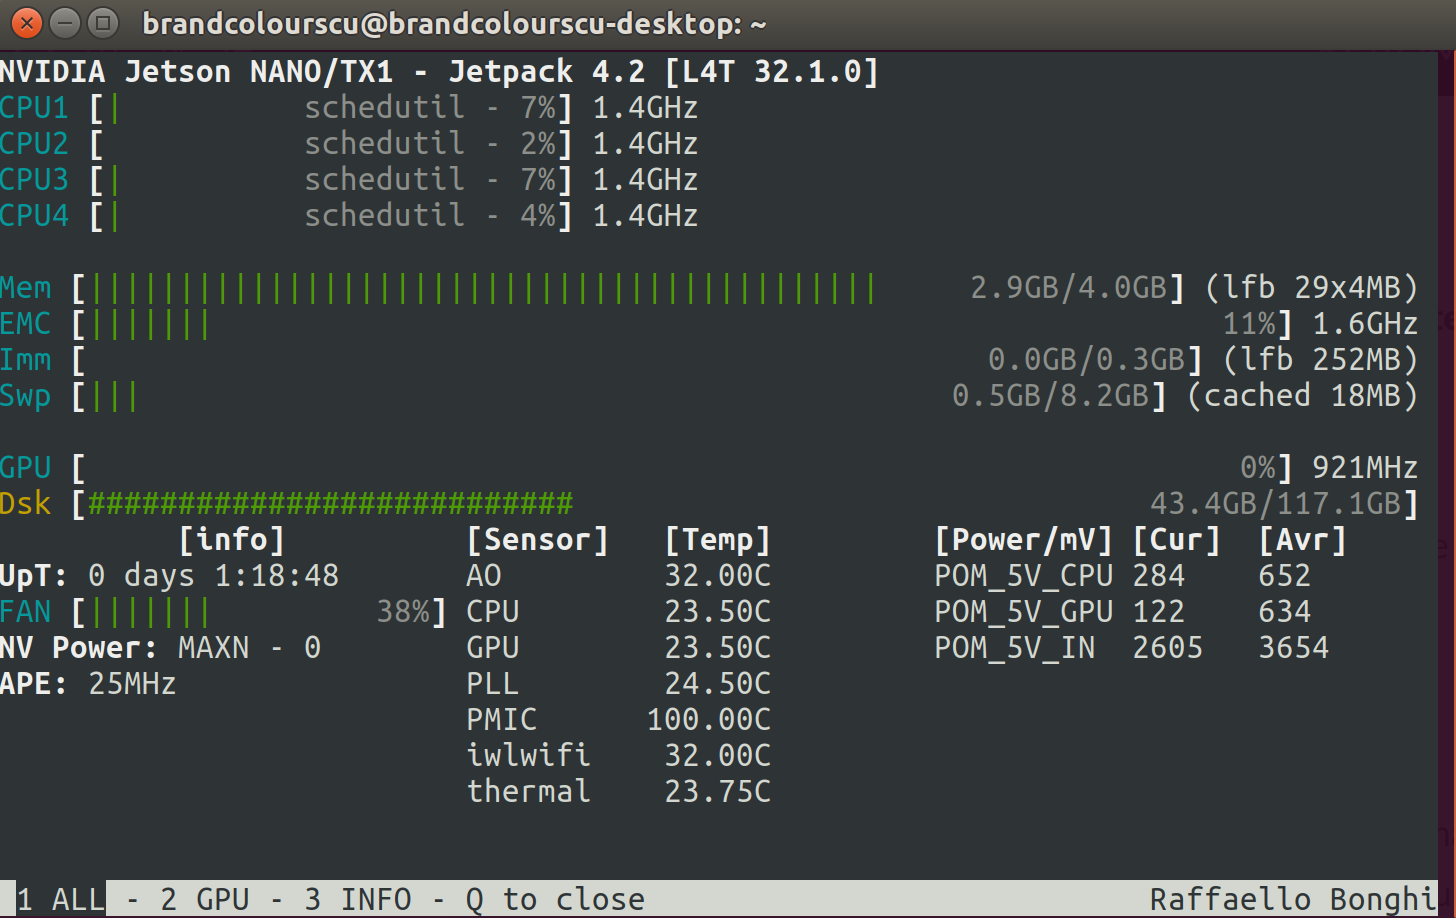 brandcolourscu@brandcolourscu-desktop: ~
NVIDIA Jetson NANO/TX1 - Jetpack 4.2 [L4T 32.1.0]
CPU1 [| schedutil - 7%] 1.4GHz
CPU2 [ schedutil - 2%] 1.4GHz
CPU3 [| schedutil - 7%] 1.4GHz
CPU4 [| schedutil - 4%] 1.4GHz
Mem [|||||||||||||||||||||||||||||||||||||||||||| 2.9GB/4.0GB] (lfb 29x4MB)
EMC [||||||| 11%] 1.6GHz
Imm [ 0.0GB/0.3GB] (lfb 252MB)
Swp [||| 0.5GB/8.2GB] (cached 18MB)
GPU [ 0%] 921MHz
Dsk [########################### 43.4GB/117.1GB]
[info] [Sensor] [Temp] [Power/mV] [Cur] [Avr]
UpT: 0 days 1:18:48 AO 32.00C POM_5V_CPU 284 652
FAN [||||||| 38%] CPU 23.50C POM_5V_GPU 122 634
NV Power: MAXN - 0 GPU 23.50C POM_5V_IN 2605 3654
APE: 25MHz PLL 24.50C
PMIC 100.00C
iwlwifi 32.00C
thermal 23.75C
1 ALL - 2 GPU - 3 INFO - Q to close Raffaello Bonghi